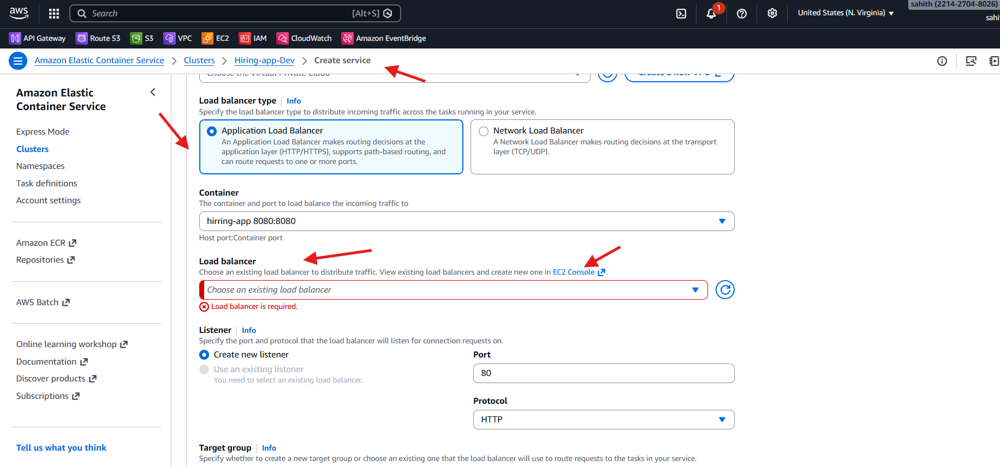 aws
Search
[Alt+S]
1
United States (N. Virginia)
sahith (2214-2704-8026)
sahi
API Gateway
Route 53
S3
VPC
EC2
IAM
CloudWatch
Amazon EventBridge
Amazon Elastic Container Service
Clusters
Hiring-app-Dev
Create service
Amazon Elastic
Container Service
Express Mode
Clusters
Namespaces
Task definitions
Account settings
Amazon ECR
Repositories
AWS Batch
Online learning workshop
Documentation
Discover products
Subscriptions
Tell us what you think
Choose the Virtual Private Cloud
Create a new VPC
Load balancer type
Info
Specify the load balancer type to distribute incoming traffic across the tasks running in your service.
Application Load Balancer
An Application Load Balancer makes routing decisions at the
application layer (HTTP/HTTPS), supports path-based routing, and
can route requests to one or more ports.
Network Load Balancer
A Network Load Balancer makes routing decisions at the transport
layer (TCP/UDP).
Container
The container and port to load balance the incoming traffic to
hirring-app 8080:8080
Host port:Container port
Load balancer
Choose an existing load balancer to distribute traffic. View existing load balancers and create new one in EC2 Console.
Choose an existing load balancer
Load balancer is required.
Listener
Info
Specify the port and protocol that the load balancer will listen for connection requests on.
Create new listener
Use an existing listener
You need to select an existing load balancer.
Port
80
Protocol
HTTP
Target group
Info
Specify whether to create a new target group or choose an existing one that the load balancer will use to route requests to the tasks in your service.